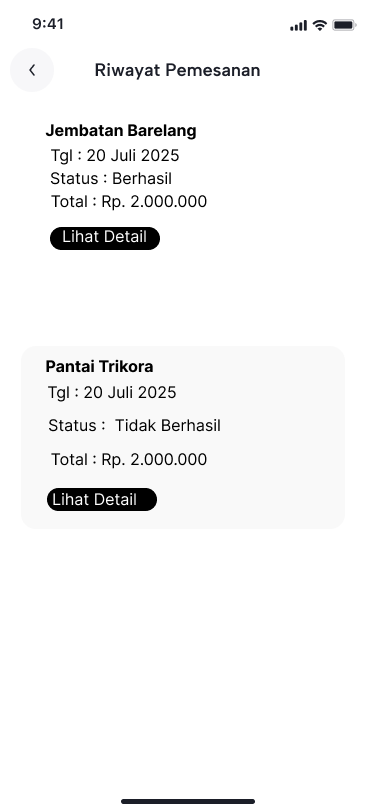 9:41
Riwayat Pemesanan
Jembatan Barelang
Tgl : 20 Juli 2025
Status : Berhasil
Total : Rp. 2.000.000
Lihat Detail
Pantai Trikora
Tgl : 20 Juli 2025
Status :  Tidak Berhasil
Total : Rp. 2.000.000
Lihat Detail